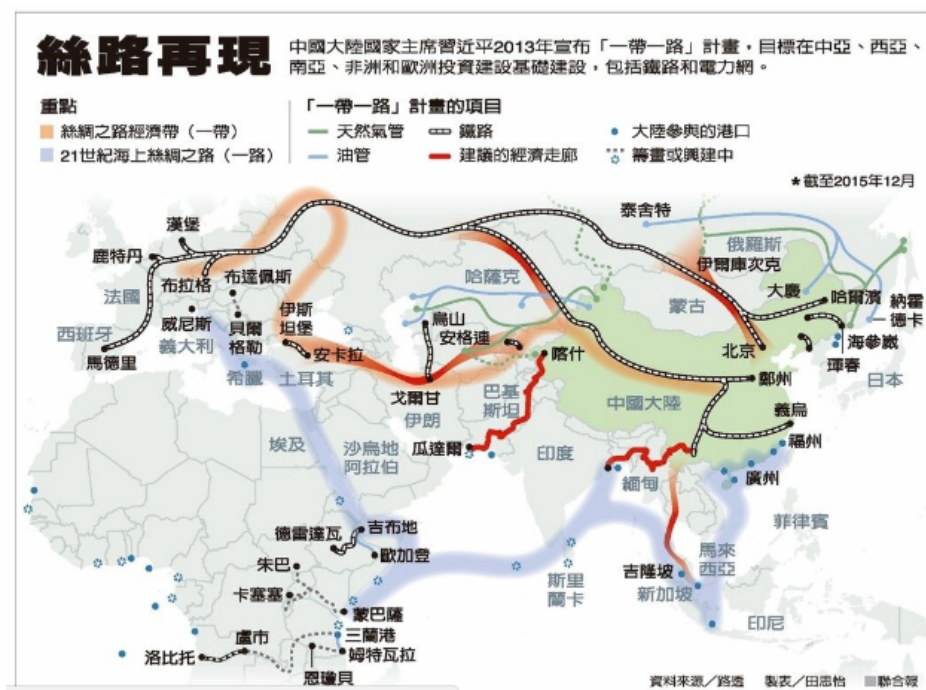 絲路再現
中國大陸國家主席習近平2013年宣布「一帶一路」計畫，目標在中亞、西亞、
南亞、非洲和歐洲投資建設基礎建設，包括鐵路和電力網。
重點
絲綢之路經濟帶（一帶）
21世紀海上絲綢之路（一路）
「一帶一路」計畫的項目
天然氣管
鐵路
大陸參與的港口
油管
建議的經濟走廊
籌畫或興建中
*截至2015年12月
泰舍特
漢堡
俄羅斯
鹿特丹
伊爾庫次克
布拉格
布達佩斯
哈薩克
法國
大慶
哈爾濱
納霍
德卡
蒙古
威尼斯
貝爾
格勒
伊斯
坦堡
烏山
安格連
西班牙
義大利
安卡拉
喀什
北京
海參崴
琿春
馬德里
希臘
土耳其
戈爾甘
巴基
斯坦
鄭州
日本
伊朗
中國大陸
義烏
埃及
沙烏地
阿拉伯
瓜達爾
印度
福州
緬甸
廣州
德雷達瓦
吉布地
菲律賓
歐加登
朱巴
馬來
西亞
卡塞塞
斯里
蘭卡
吉隆坡
新加坡
蒙巴薩
三蘭港
盧市
印尼
洛比托
姆特瓦拉
恩瓊貝
資料來源／路透
製表／田思怡
聯合報